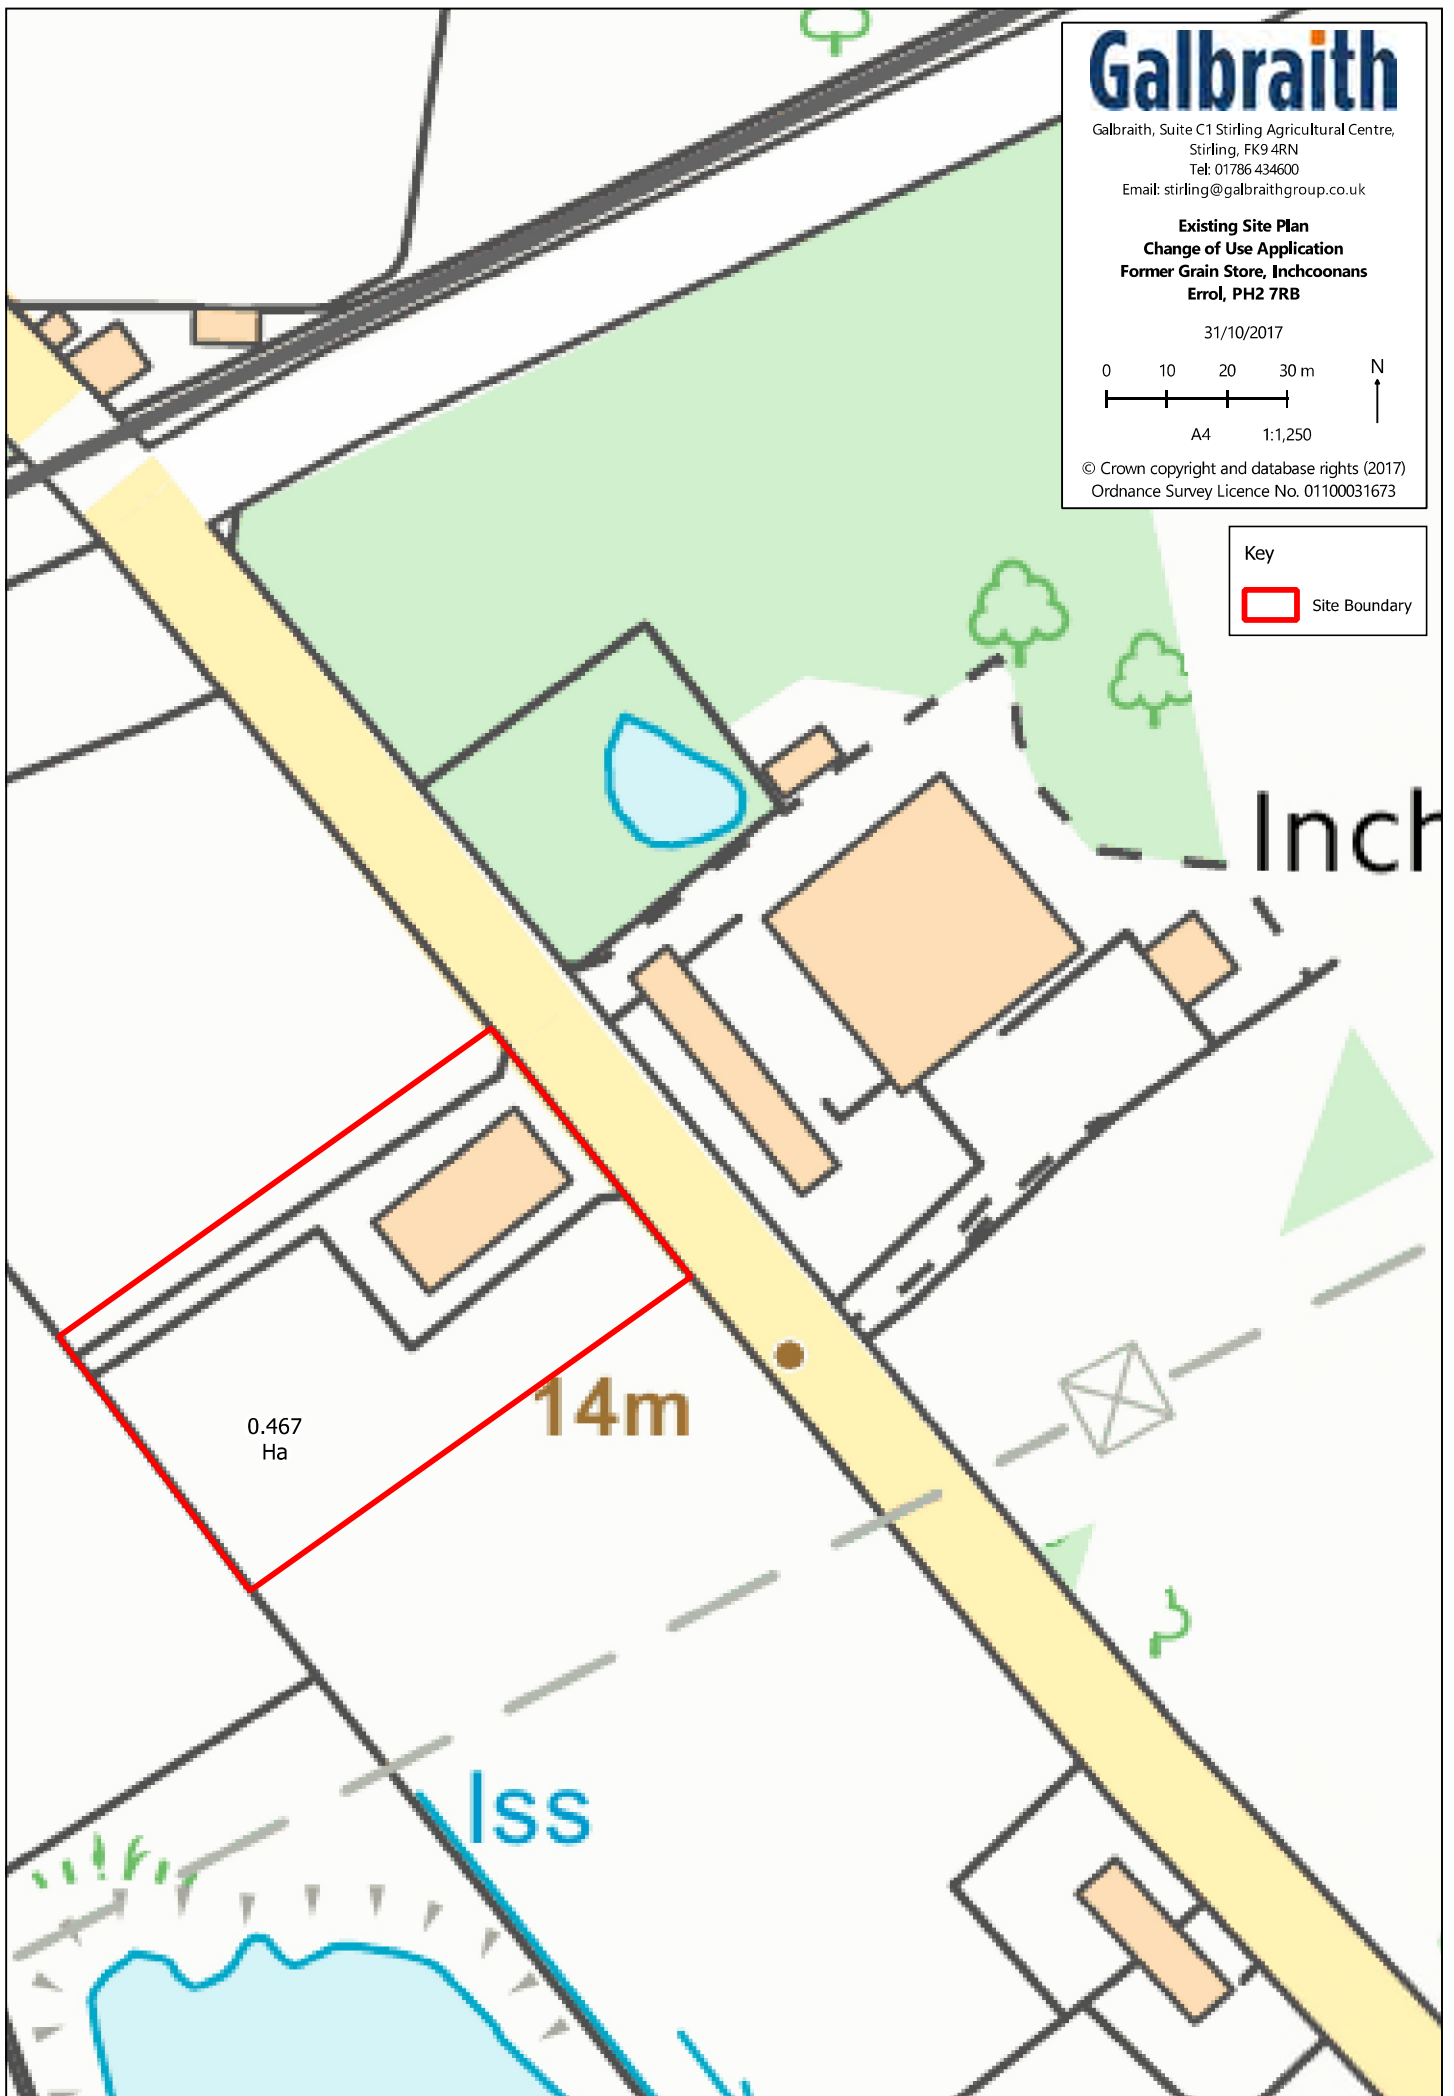 Galbraith
Galbraith, Suite C1 Stirling Agricultural Centre,
Stirling, FK9 4RN
Tel: 01786 434600
Email: stirling@galbraithgroup.co.uk
Existing Site Plan
Change of Use Application
Former Grain Store, Inchcoonans
Errol, PH2 7RB
31/10/2017
0 10 20 30 m
N
A4 1:1,250
© Crown copyright and database rights (2017)
Ordnance Survey Licence No. 01100031673
Key
Site Boundary
Inch
14m
0.467
Ha
Iss